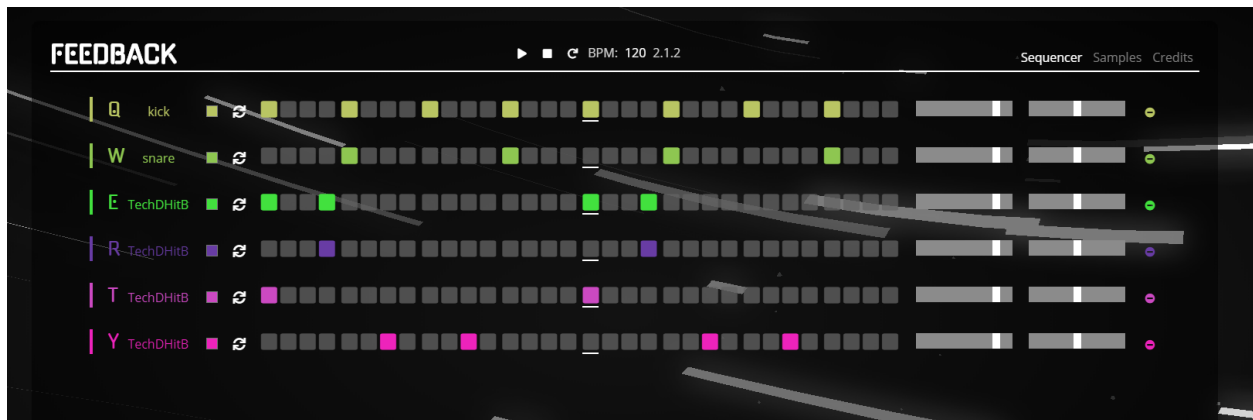 FEEDBACK
BPM: 120 2.1.2
Sequencer Samples Credits
Q kick
W snare
E TechDHitB
R TechDHitB
T TechDHitB
Y TechDHitB